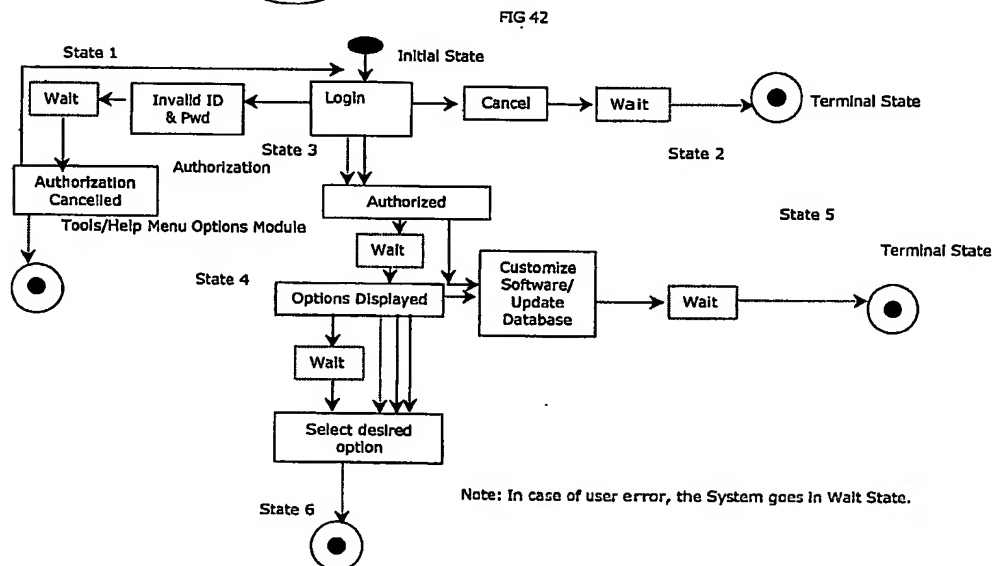 FIG 42
State 1
Initial State
Wait
Invalid ID
& Pwd
Login
Cancel
Wait
Terminal State
State 3
State 2
Authorization
Authorization
Cancelled
Authorized
State 5
Tools/Help Menu Options Module
Wait
Terminal State
State 4
Options Displayed
Customize
Software/
Update
Database
Wait
Wait
Select desired
option
Note: In case of user error, the System goes in Wait State.
State 6